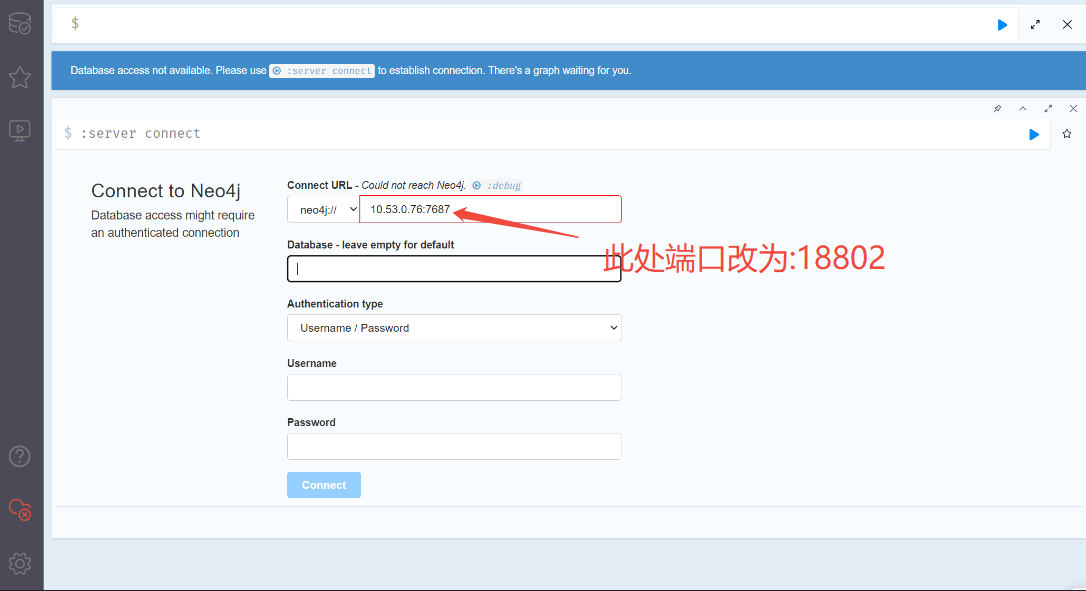 $
Database access not available. Please use :server connect to establish connection. There's a graph waiting for you.
$ :server connect
Connect to Neo4j
Database access might require
an authenticated connection
Connect URL - Could not reach Neo4j. :debug
neo4j:// 10.53.0.76:7687
此处端口改为:18802
Database - leave empty for default
Authentication type
Username / Password
Username
Password
Connect